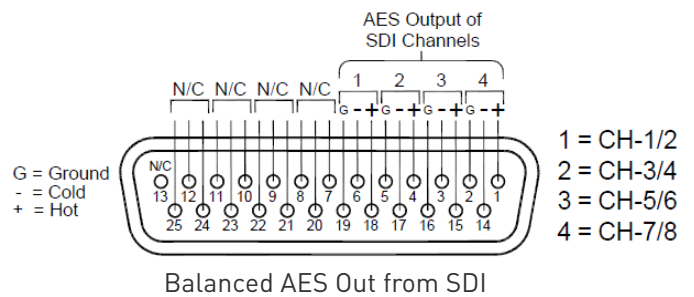 AES Output of
SDI Channels
N/C N/C N/C N/C 1 2 3 4
G - + G - + G - + G - +
G = Ground
- = Cold
+ = Hot
N/C
13 12 11 10 9 8 7 6 5 4 3 2 1
25 24 23 22 21 20 19 18 17 16 15 14
1 = CH-1/2
2 = CH-3/4
3 = CH-5/6
4 = CH-7/8
Balanced AES Out from SDI